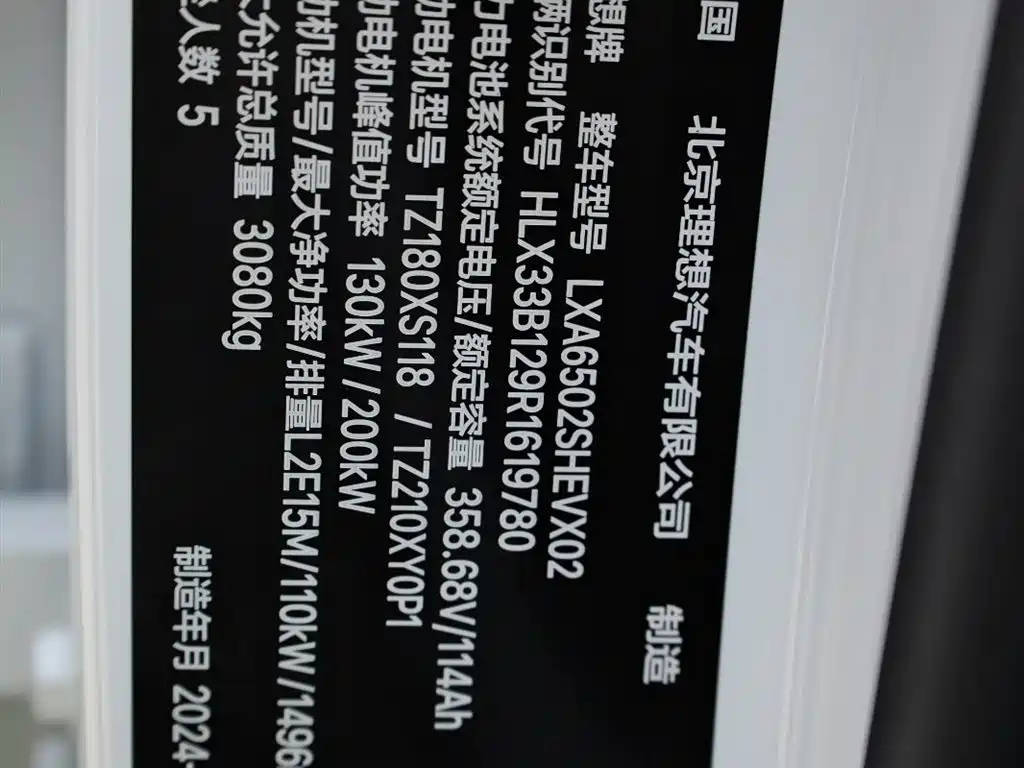 国 北京理想汽车有限公司 制造
想牌 整车型号 LXA6502SHEVX02
辆识别代号 HLX33B129R1619780
力电池系统额定电压/额定容量 358.68V/114Ah
动电机型号 TZ180XS118 / TZ210XY0P1
动电机峰值功率 130kW/200kW
动机型号/最大净功率/排量L2E15M/110kW/1496
大允许总质量 3080kg
人数 5 制造年月 2024-